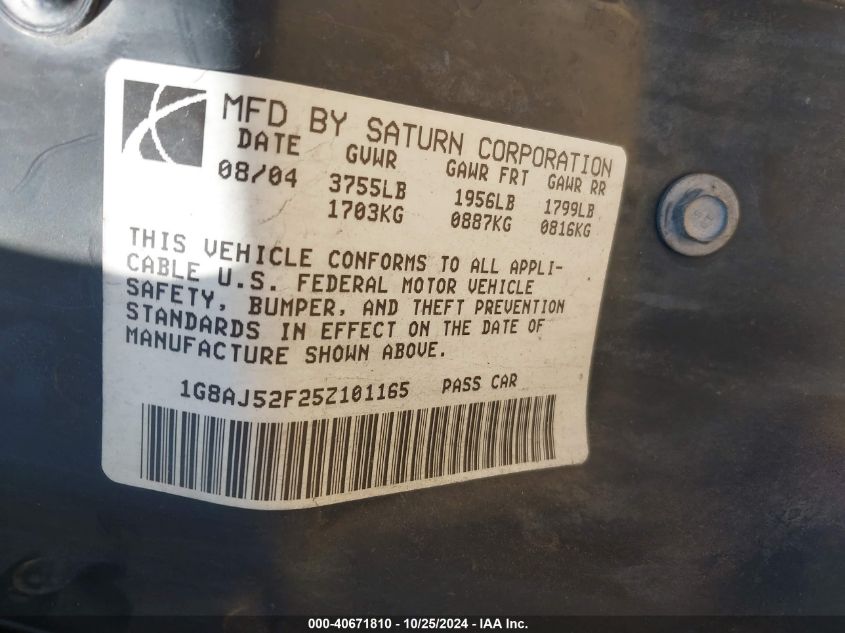 MFD BY SATURN CORPORATION
DATE GVWR GAWR FRT GAWR RR
08/04 3755LB 1956LB 1799LB
1703KG 0887KG 0816KG
THIS VEHICLE CONFORMS TO ALL APPLI-
CABLE U.S. FEDERAL MOTOR VEHICLE
SAFETY, BUMPER, AND THEFT PREVENTION
STANDARDS IN EFFECT ON THE DATE OF
MANUFACTURE SHOWN ABOVE.
1G8AJ52F25Z101165 PASS CAR
000-40671810 - 10/25/2024 - IAA Inc.